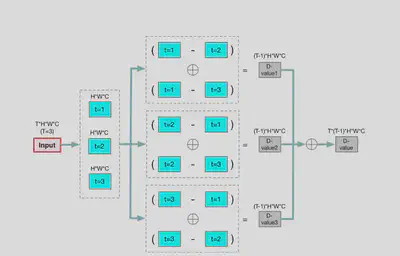 ( t=1 - t=2 )
⊕
( t=1 - t=3 )
=
(T-1)*H*W*C
D-
value1
T*H*W*C
(T=3)
Input
H*W*C
t=1
H*W*C
t=2
H*W*C
t=3
( t=2 - t=1 )
⊕
( t=2 - t=3 )
=
(T-1)*H*W*C
D-
value2
⊕
T*(T-1)*H*W*C
D-
value
( t=3 - t=1 )
⊕
( t=3 - t=2 )
=
(T-1)*H*W*C
D-
value3